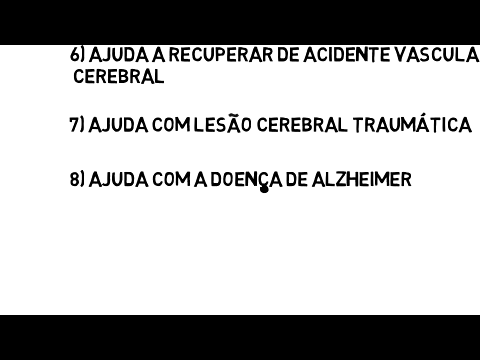 6) AJUDA A RECUPERAR DE ACIDENTE VASCULA
CEREBRAL
7) AJUDA COM LESÃO CEREBRAL TRAUMÁTICA
8) AJUDA COM A DOENÇA DE ALZHEIMER